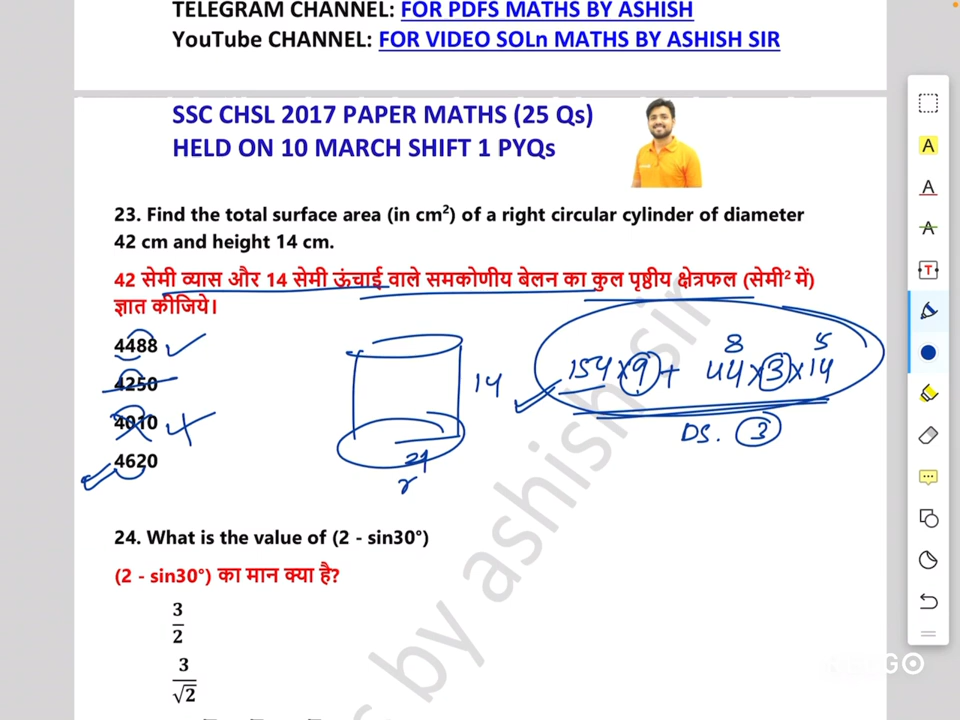 TELEGRAM CHANNEL: FOR PDFS MATHS BY ASHISH
YouTube CHANNEL: FOR VIDEO SOLn MATHS BY ASHISH SIR
SSC CHSL 2017 PAPER MATHS (25 Qs)
HELD ON 10 MARCH SHIFT 1 PYQs
23. Find the total surface area (in cm²) of a right circular cylinder of diameter
42 cm and height 14 cm.
42 सेमी व्यास और 14 सेमी ऊंचाई वाले समकोणीय बेलन का कुल पृष्ठीय क्षेत्रफल (सेमी² में)
ज्ञात कीजिये।
4488
4250
4010
4620
14
21
r
8 5
154×9+ 44×3×14
DS. 3
24. What is the value of (2 - sin30°)
(2 - sin30°) का मान क्या है?
3
2
3
√2
by ashish sir